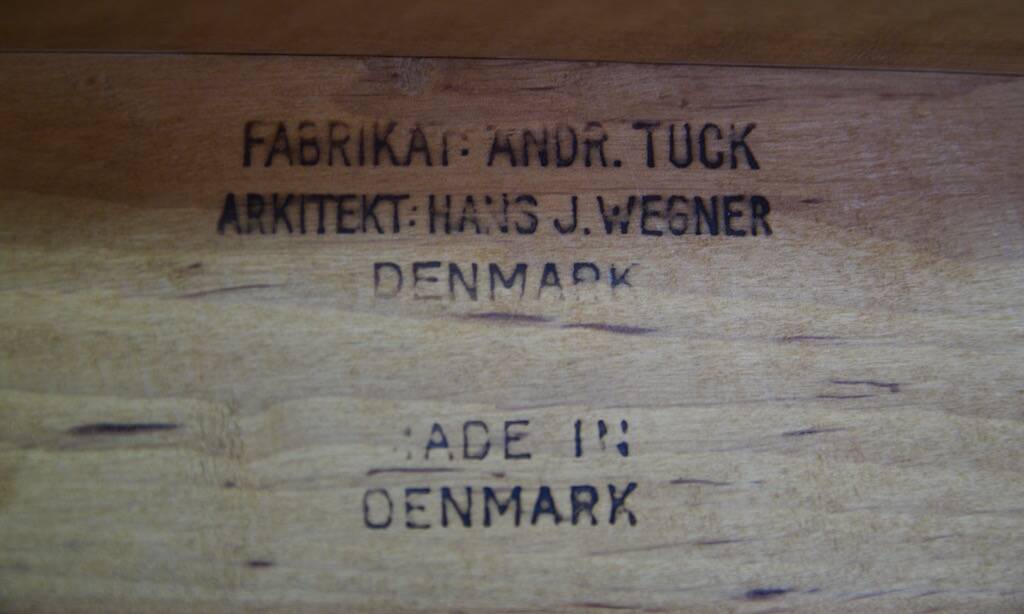 FABRIKAT: ANDR. TUCK
ARKITEKT: HANS J. WEGNER
DENMARK
MADE IN
DENMARK